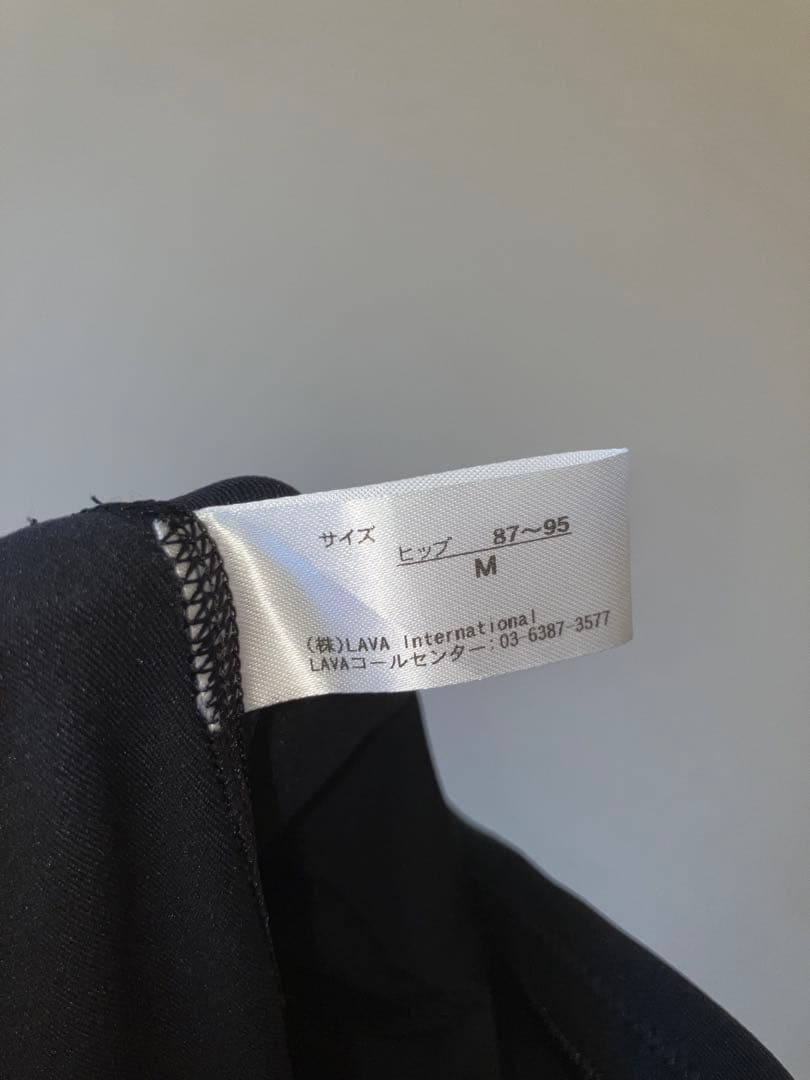 サイズ ヒップ 87～95
M
(株)LAVA International
LAVAコールセンター:03-6387-3577